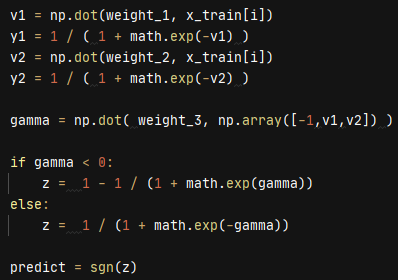 v1 = np.dot(weight_1, x_train[i])
y1 = 1 / ( 1 + math.exp(-v1) )
v2 = np.dot(weight_2, x_train[i])
y2 = 1 / ( 1 + math.exp(-v2) )
gamma = np.dot( weight_3, np.array([-1,v1,v2]) )
if gamma < 0:
    z =  1 - 1 / (1 + math.exp(gamma))
else:
    z =  1 / (1 + math.exp(-gamma))
predict = sgn(z)